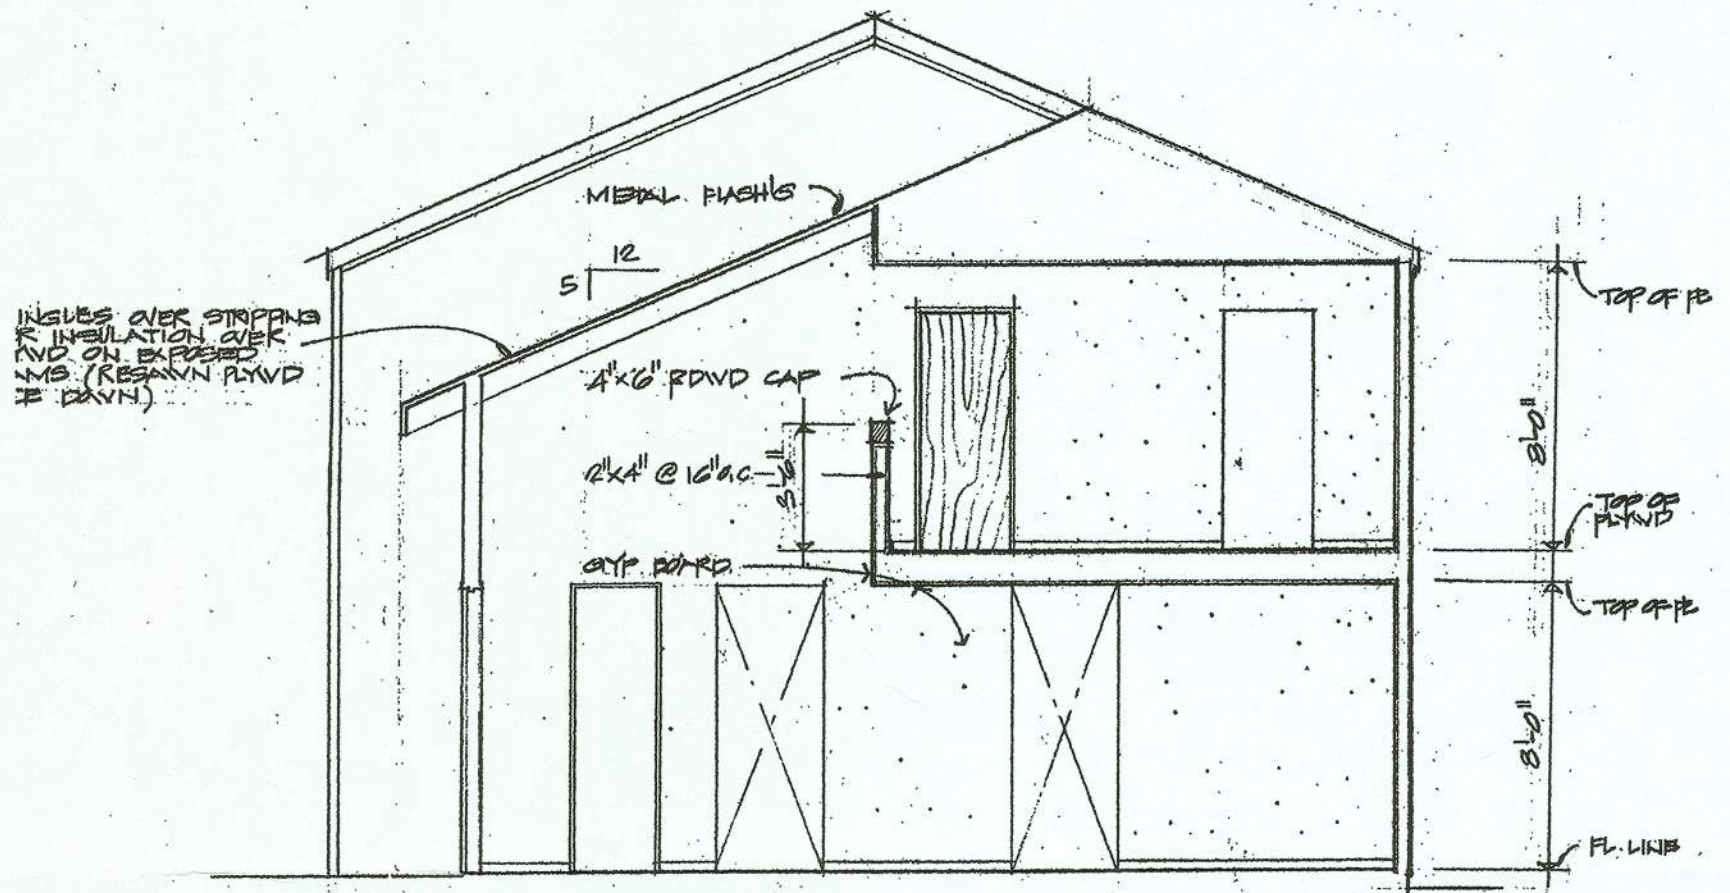 METAL FLASH'G
12
5
INGLES OVER STRIPPING
R INSULATION OVER
YWD ON EXPOSED
AMS (RESAWN PLYWD
E DOWN)
4"x6" RDWD CAP
2"x4" @ 16" o.c.
3'-6"
GYP BOARD
TOP OF PL
8'-0"
TOP OF
PLYWD
TOP OF PL
8'-0"
FL. LINE